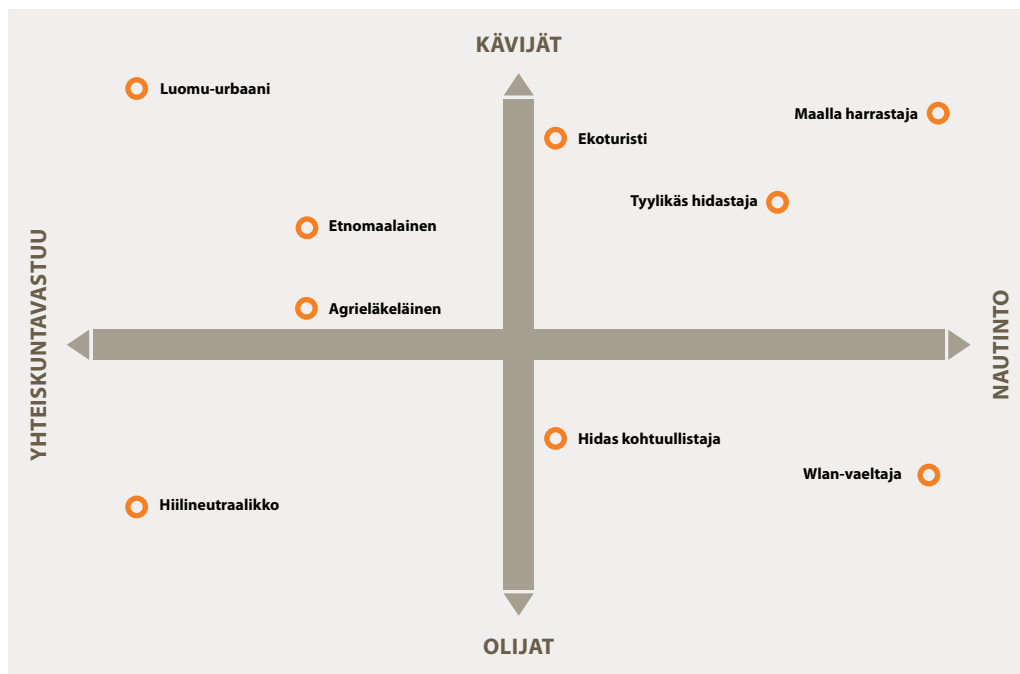 KÄVIJÄT
Luomu-urbaani
Maalla harrastaja
Ekoturisti
Tyylikäs hidastaja
Etnomaalainen
Agrieläkeläinen
YHTEISKUNTAVASTUU
NAUTINTO
Hidas kohtuullistaja
Wlan-vaeltaja
Hiilineutraalikko
OLIJAT